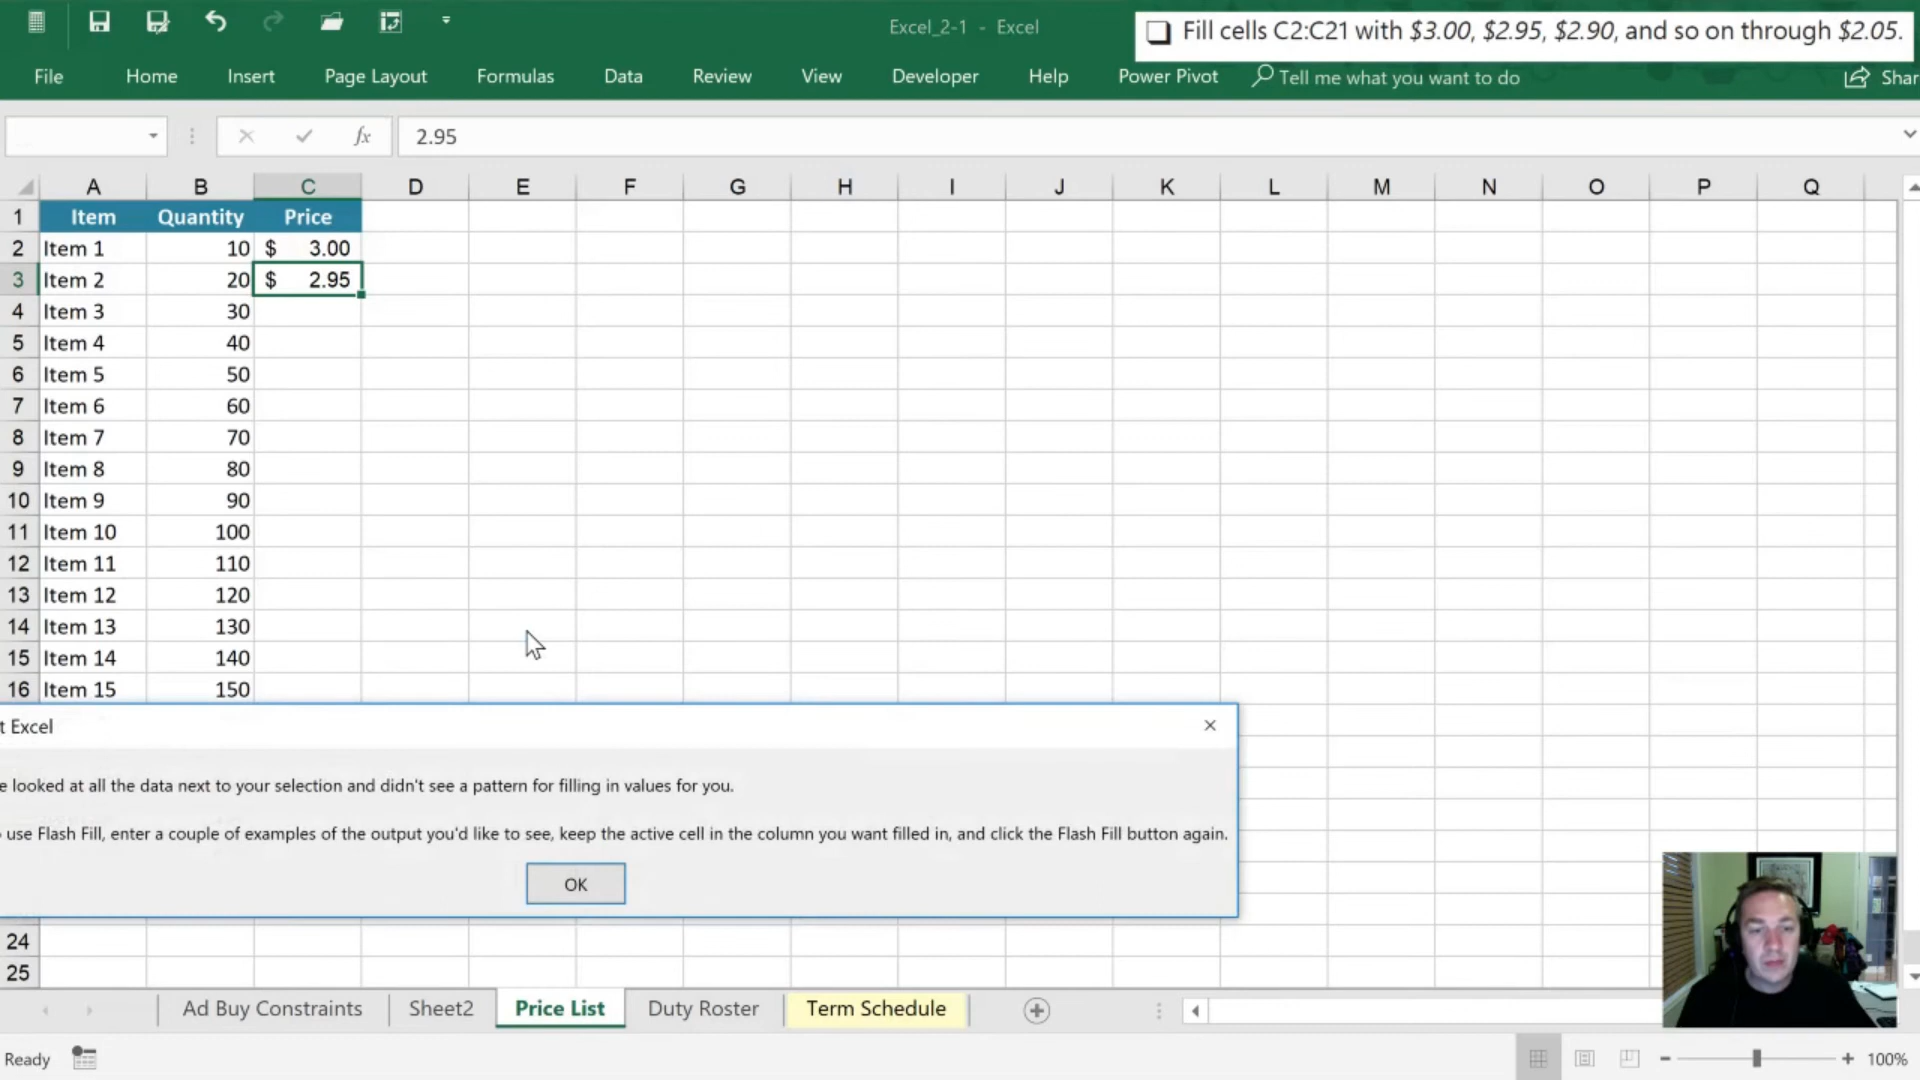 Excel_2-1 - Excel
❑ Fill cells C2:C21 with $3.00, $2.95, $2.90, and so on through $2.05.
File Home Insert Page Layout Formulas Data Review View Developer Help Power Pivot Tell me what you want to do Shar
fx 2.95
A B C D E F G H I J K L M N O P Q
1 Item Quantity Price
2 Item 1 10 $ 3.00
3 Item 2 20 $ 2.95
4 Item 3 30
5 Item 4 40
6 Item 5 50
7 Item 6 60
8 Item 7 70
9 Item 8 80
10 Item 9 90
11 Item 10 100
12 Item 11 110
13 Item 12 120
14 Item 13 130
15 Item 14 140
16 Item 15 150
t Excel
e looked at all the data next to your selection and didn't see a pattern for filling in values for you.
use Flash Fill, enter a couple of examples of the output you'd like to see, keep the active cell in the column you want filled in, and click the Flash Fill button again.
OK
24
25
Ad Buy Constraints Sheet2 Price List Duty Roster Term Schedule
Ready 100%